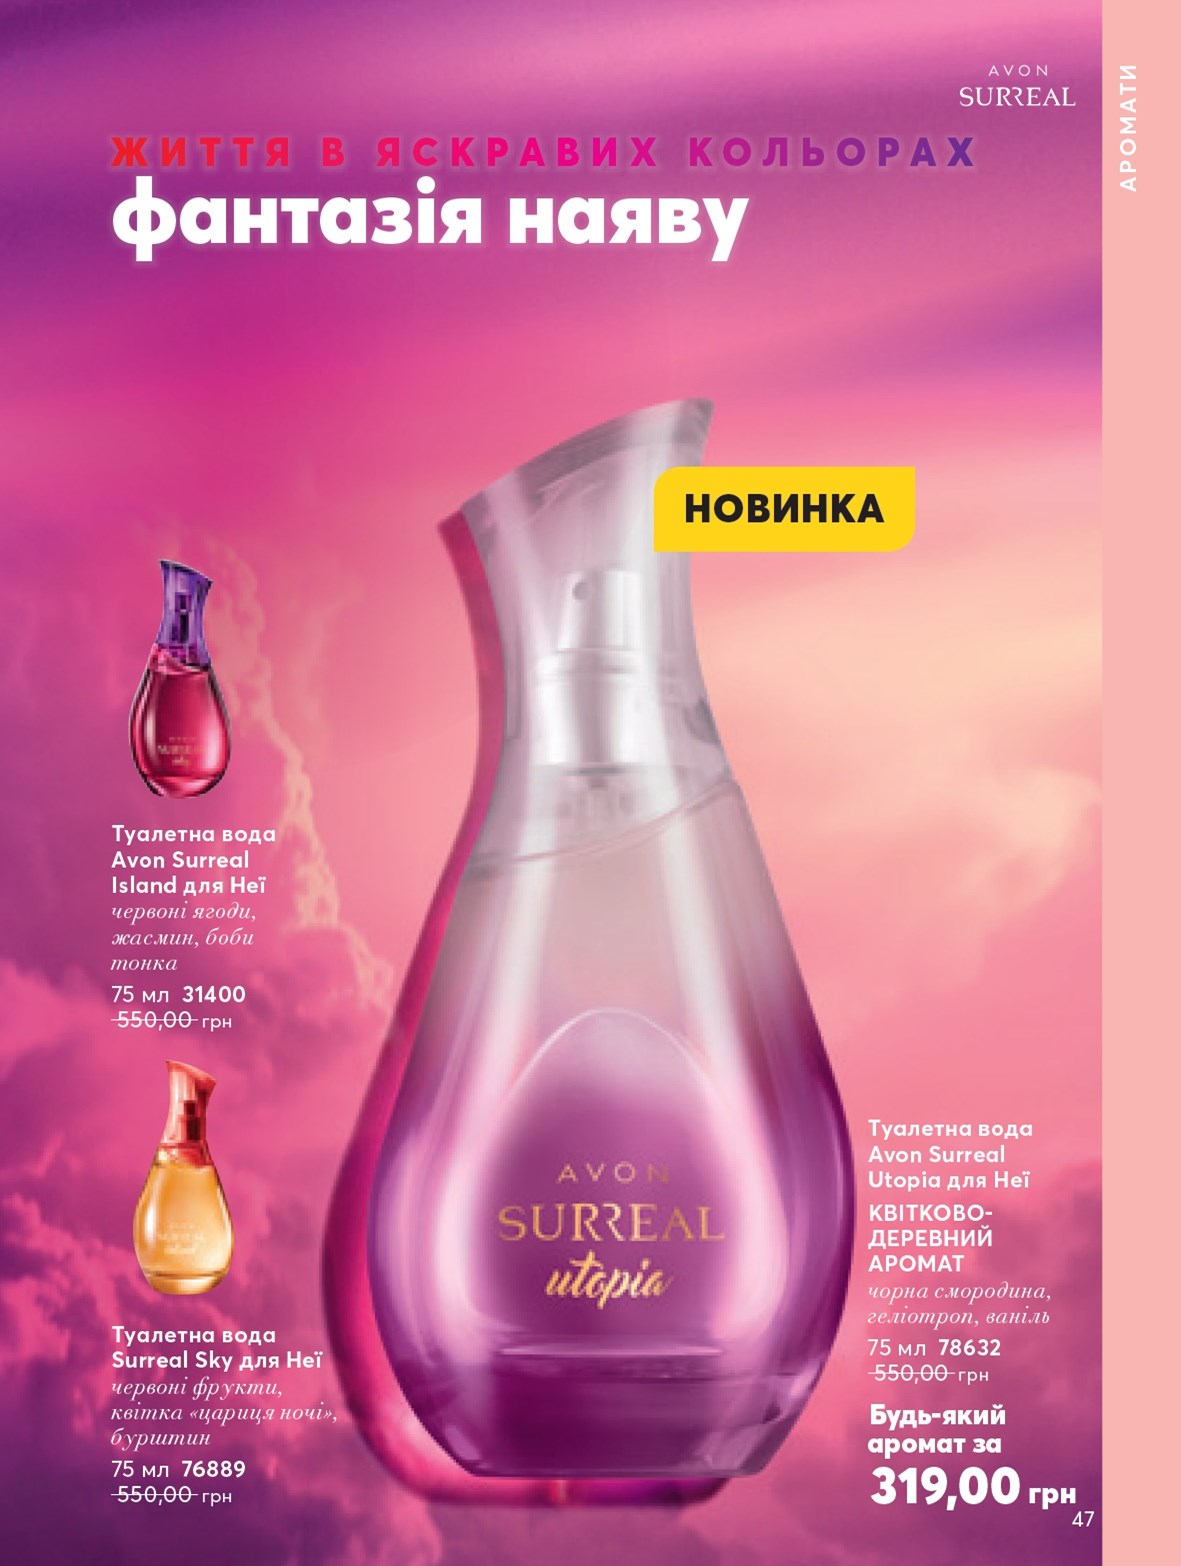 AVON
SURREAL
АРОМАТИ
ЖИТТЯ В ЯСКРАВИХ КОЛЬОРАХ
фантазія наяву
НОВИНКА
Туалетна вода
Avon Surreal
Island для Неї
червоні ягоди,
жасмин, боби
тонка
75 мл 31400
550,00 грн
Туалетна вода
Surreal Sky для Неї
червоні фрукти,
квітка «цариця ночі»,
бурштин
75 мл 76889
550,00 грн
AVON
SURREAL
utopia
Туалетна вода
Avon Surreal
Utopia для Неї
КВІТКОВО-
ДЕРЕВНИЙ
АРОМАТ
чорна смородина,
геліотроп, ваніль
75 мл 78632
550,00 грн
Будь-який
аромат за
319,00 грн
47